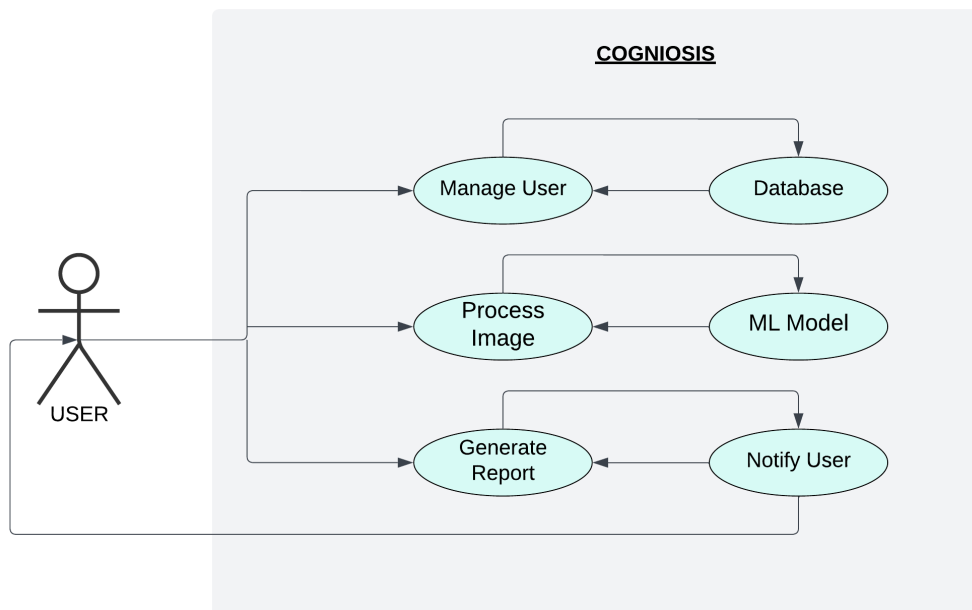 COGNIOSIS
Manage User
Database
Process
Image
ML Model
USER
Generate
Report
Notify User